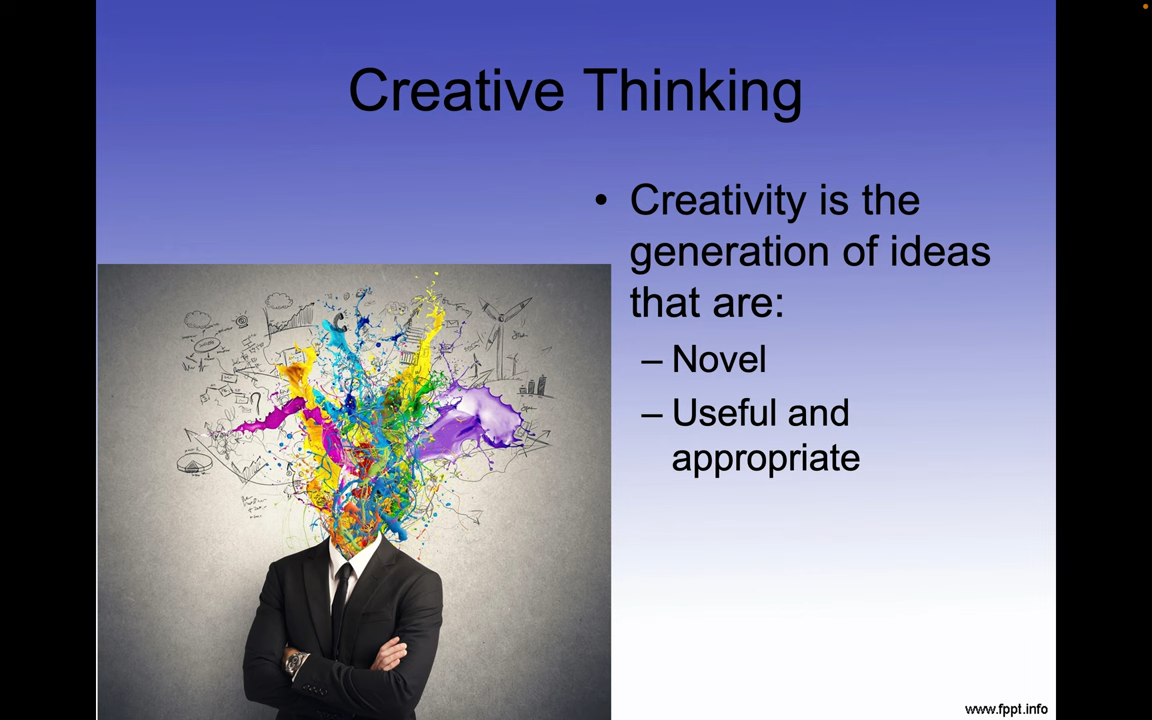 Creative Thinking
• Creativity is the
generation of ideas
that are:
– Novel
– Useful and
appropriate
www.fppt.info